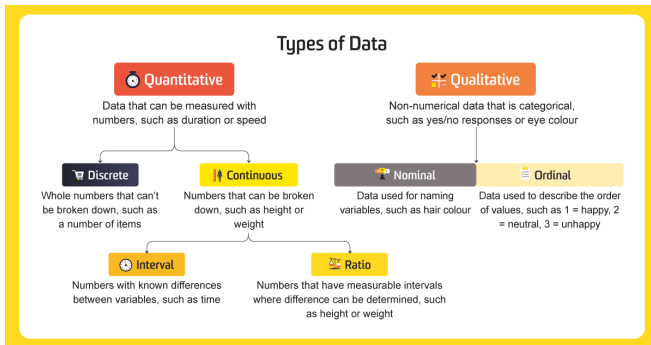 Types of Data
Quantitative
Data that can be measured with
numbers, such as duration or speed
Qualitative
Non-numerical data that is categorical,
such as yes/no responses or eye colour
Discrete
Whole numbers that can't
be broken down, such as
a number of items
Continuous
Numbers that can be broken
down, such as height or
weight
Nominal
Data used for naming
variables, such as hair colour
Ordinal
Data used to describe the order
of values, such as 1 = happy, 2
= neutral, 3 = unhappy
Interval
Numbers with known differences
between variables, such as time
Ratio
Numbers that have measurable intervals
where difference can be determined, such
as height or weight